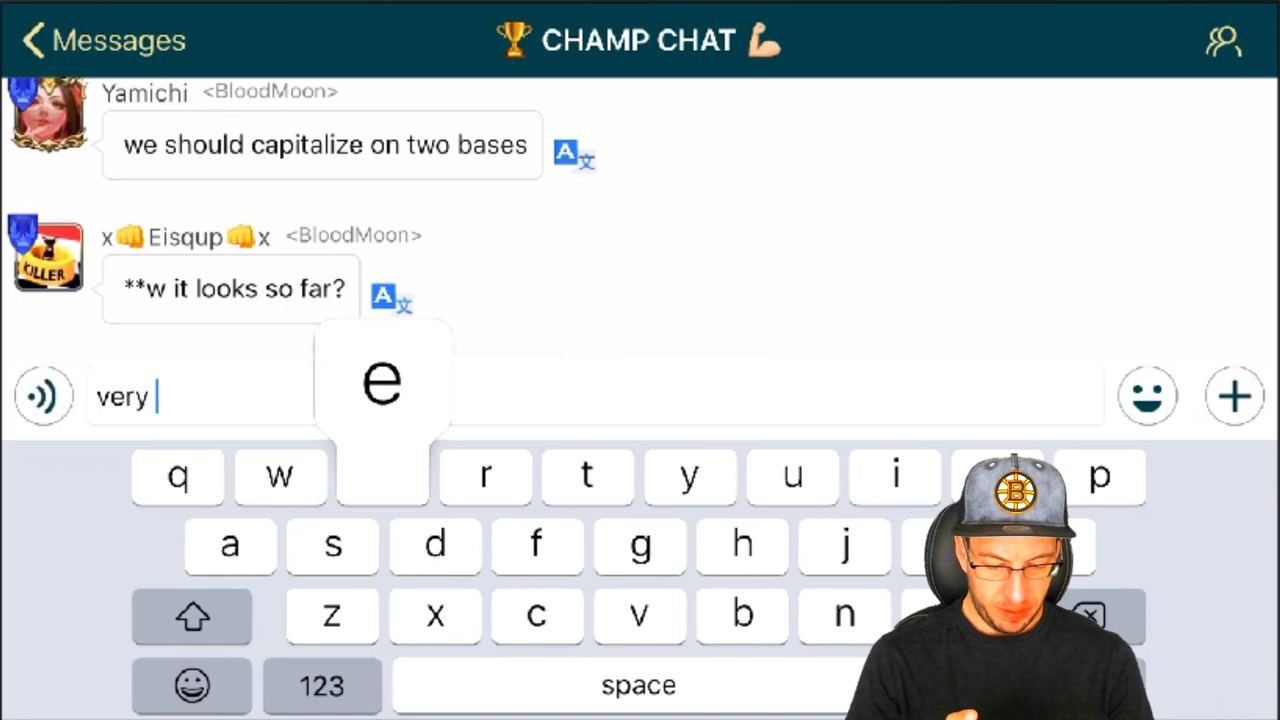 Messages
🏆 CHAMP CHAT 💪🏼
Yamichi <BloodMoon>
we should capitalize on two bases
x👊Eisqup👊x <BloodMoon>
KILLER
**w it looks so far?
very
e
q w r t y u i p
a s d f g h j
z x c v b n
123 space
B